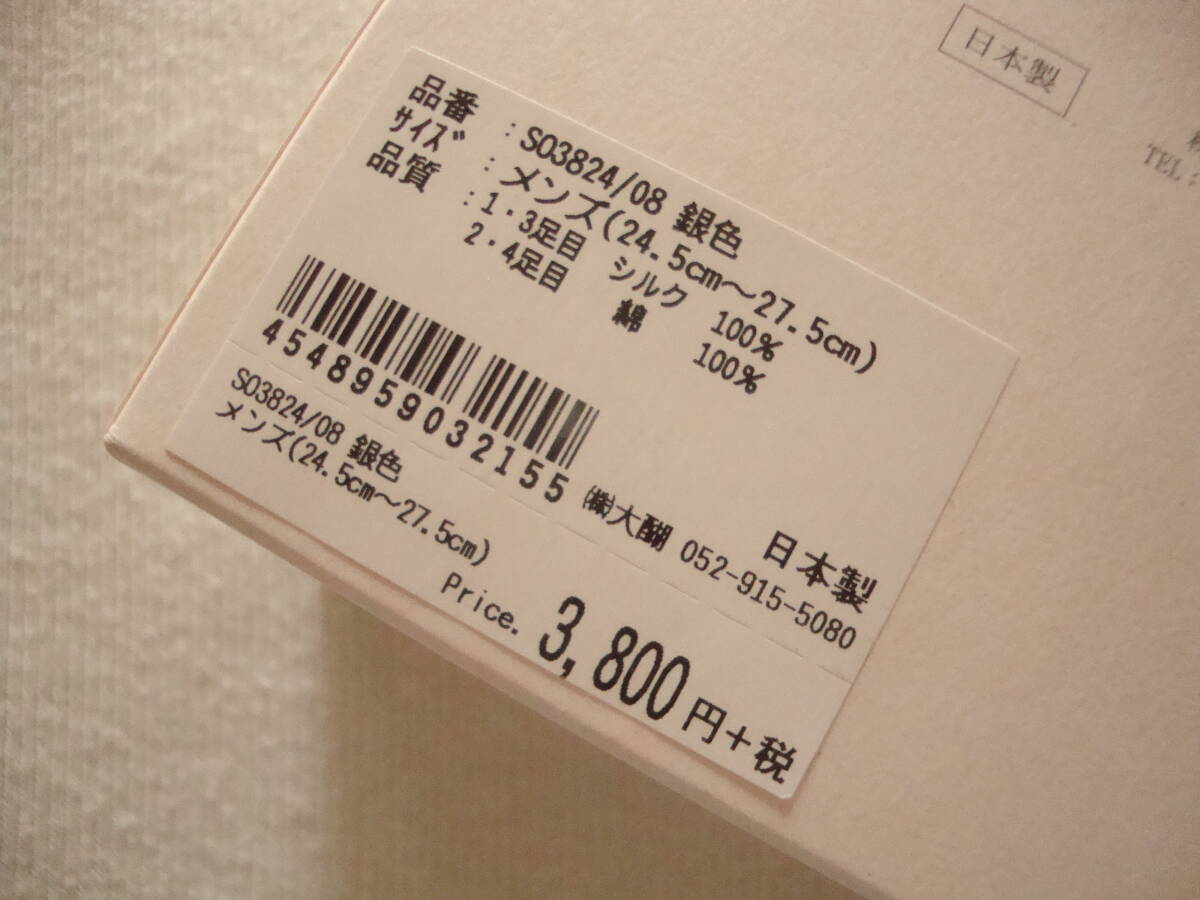 日本製
TEL:
品番 : SO3824/08 銀色
ｻｲｽﾞ : メンズ(24.5cm～27.5cm)
品質 : 1・3足目 シルク 100%
2・4足目 綿 100%
4548959032155
日本製
㈱大醐 052-915-5080
SO3824/08 銀色
メンズ(24.5cm～27.5cm)
Price. 3,800円+税